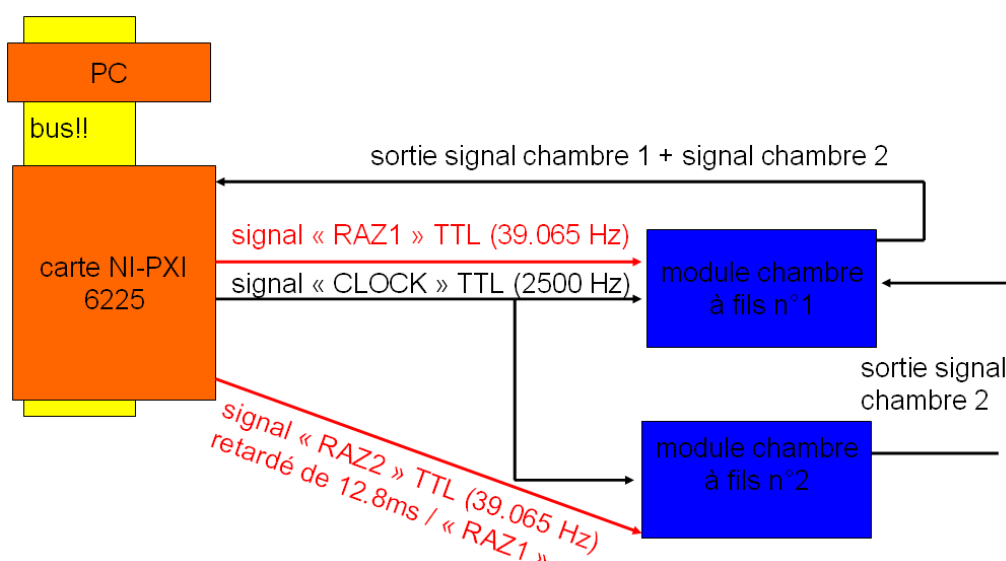 PC
bus!!
sortie signal chambre 1 + signal chambre 2
signal « RAZ1 » TTL (39.065 Hz)
carte NI-PXI
6225
signal « CLOCK » TTL (2500 Hz)
module chambre
à fils n°1
sortie signal
chambre 2
signal « RAZ2 » TTL (39.065 Hz)
retardé de 12.8ms / « RAZ1 »
module chambre
à fils n°2